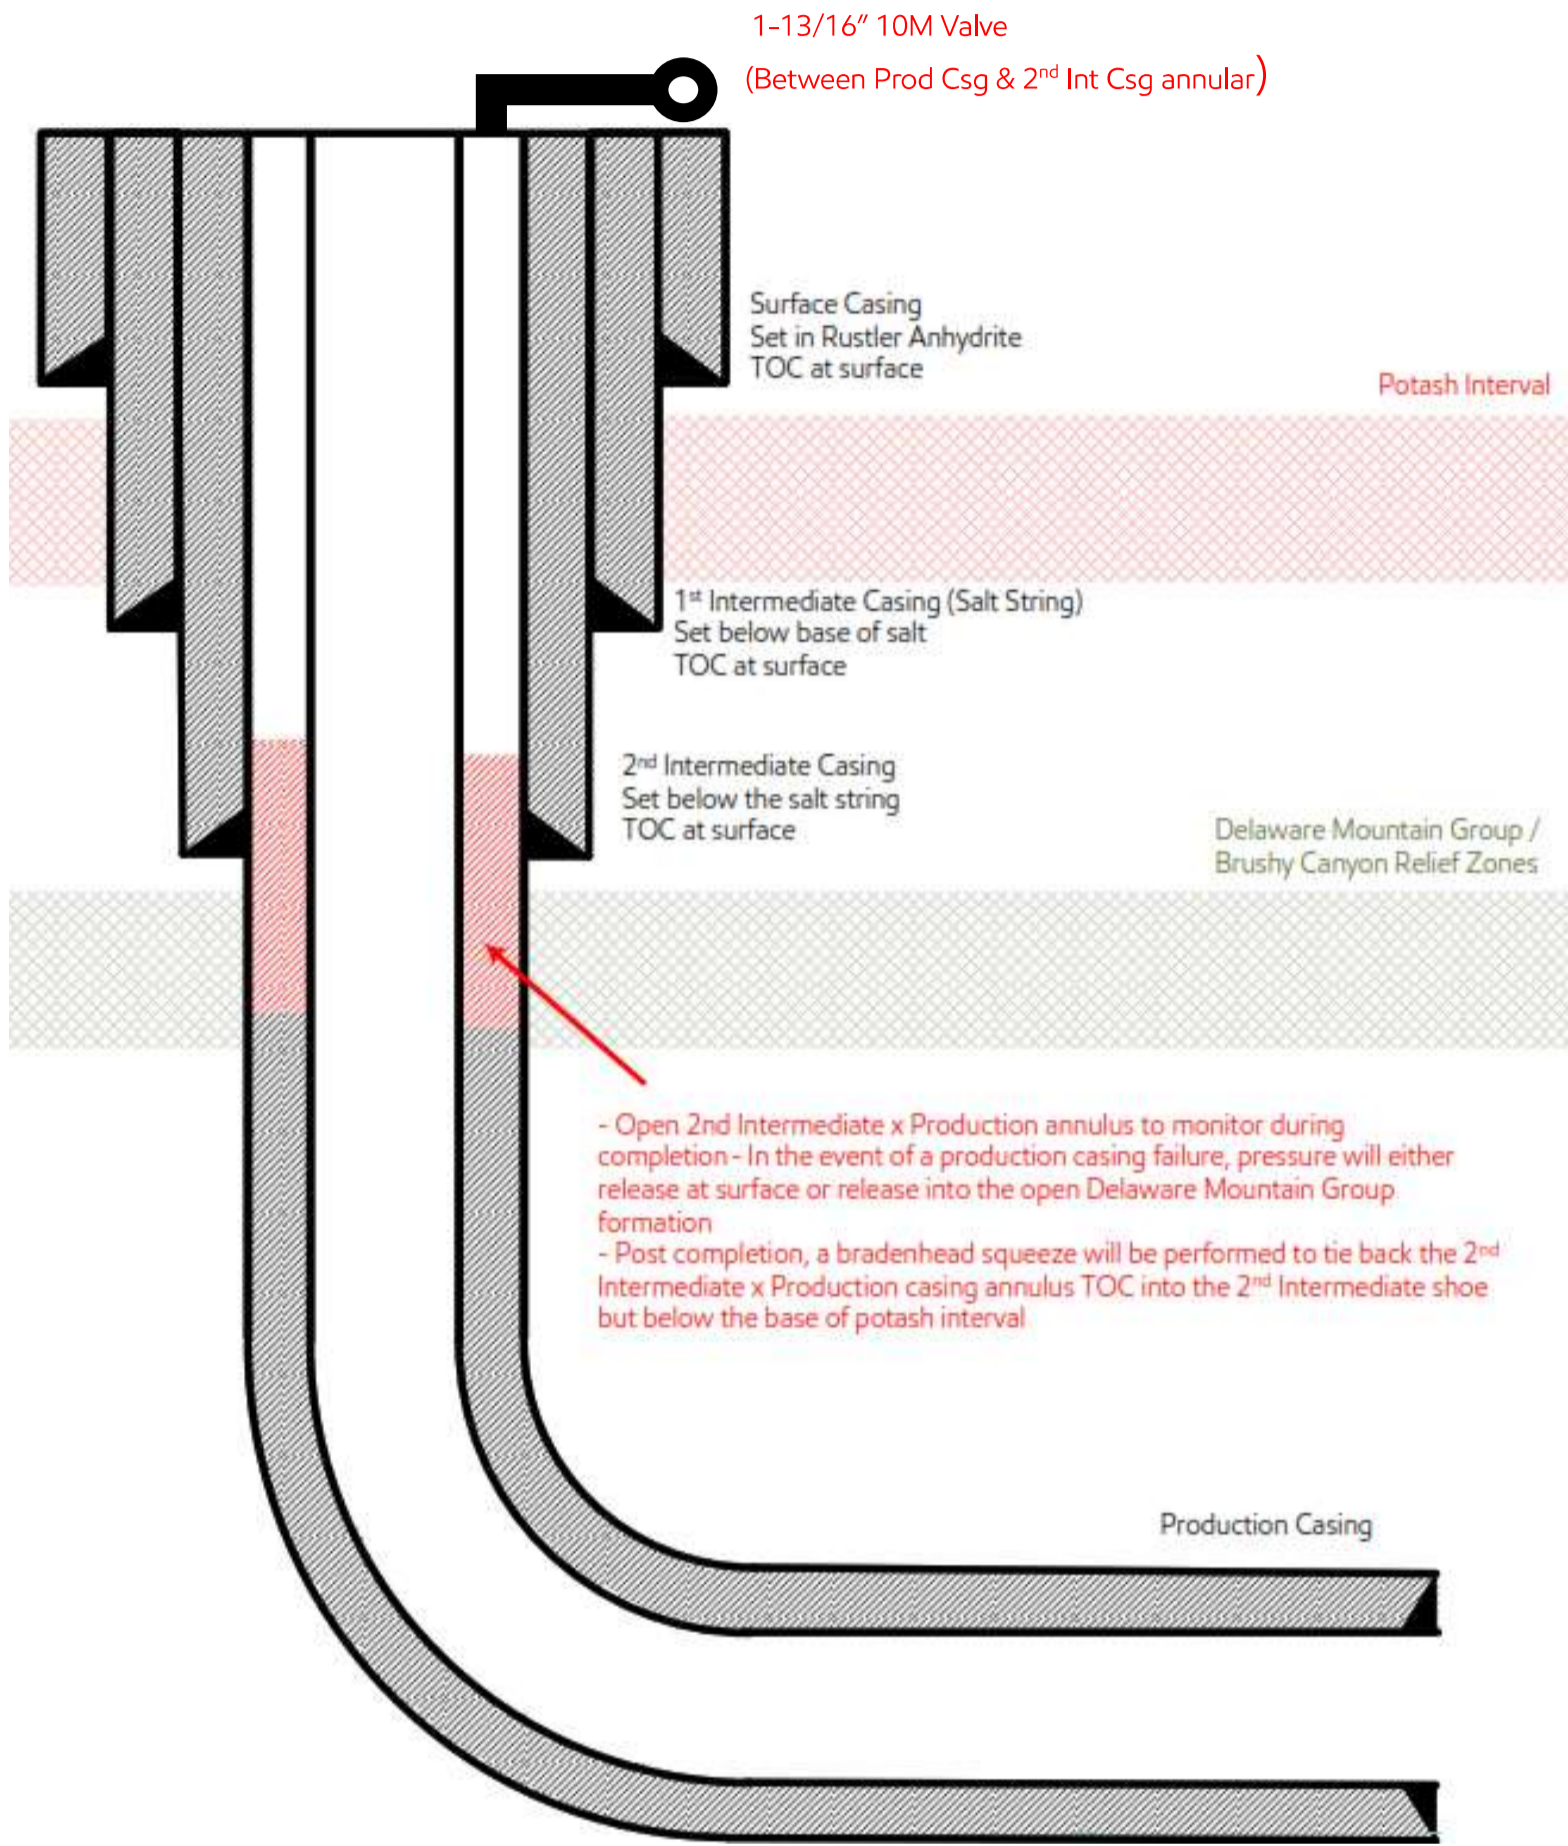 1-13/16” 10M Valve
(Between Prod Csg & 2nd Int Csg annular)
Surface Casing
Set in Rustler Anhydrite
TOC at surface
Potash Interval
1st Intermediate Casing (Salt String)
Set below base of salt
TOC at surface
2nd Intermediate Casing
Set below the salt string
TOC at surface
Delaware Mountain Group /
Brushy Canyon Relief Zones
- Open 2nd Intermediate x Production annulus to monitor during
completion - In the event of a production casing failure, pressure will either
release at surface or release into the open Delaware Mountain Group
formation
- Post completion, a bradenhead squeeze will be performed to tie back the 2nd
Intermediate x Production casing annulus TOC into the 2nd Intermediate shoe
but below the base of potash interval
Production Casing